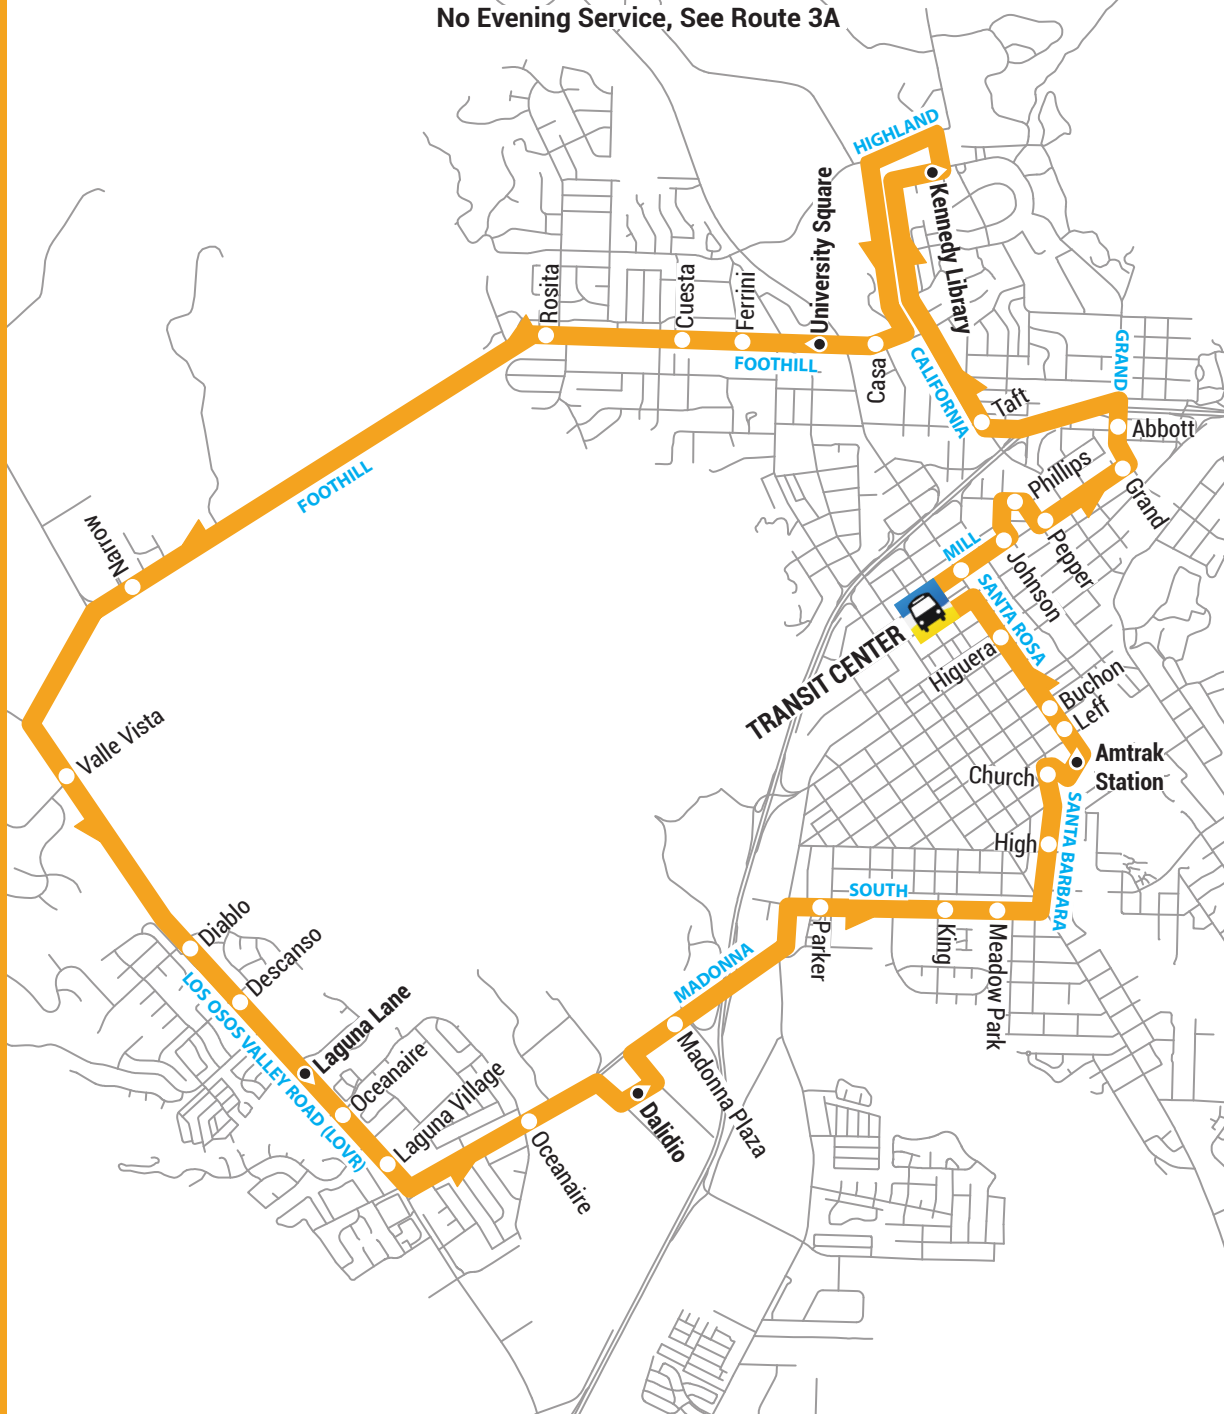 No Evening Service, See Route 3A
HIGHLAND
Kennedy Library
University Square
Rosita
Cuesta
Ferrini
FOOTHILL
Casa
CALIFORNIA
GRAND
Taft
Abbott
Phillips
Grand
Pepper
MILL
Johnson
SANTA ROSA
TRANSIT CENTER
Higuera
Buchon
Leff
Amtrak
Station
Church
SANTA BARBARA
High
SOUTH
Parker
King
Meadow Park
MADONNA
Madonna Plaza
Dalidio
Oceanaire
Laguna Village
Oceanaire
Laguna Lane
LOS OSOS VALLEY ROAD (LOVR)
Descanso
Diablo
Valle Vista
Narrow
FOOTHILL